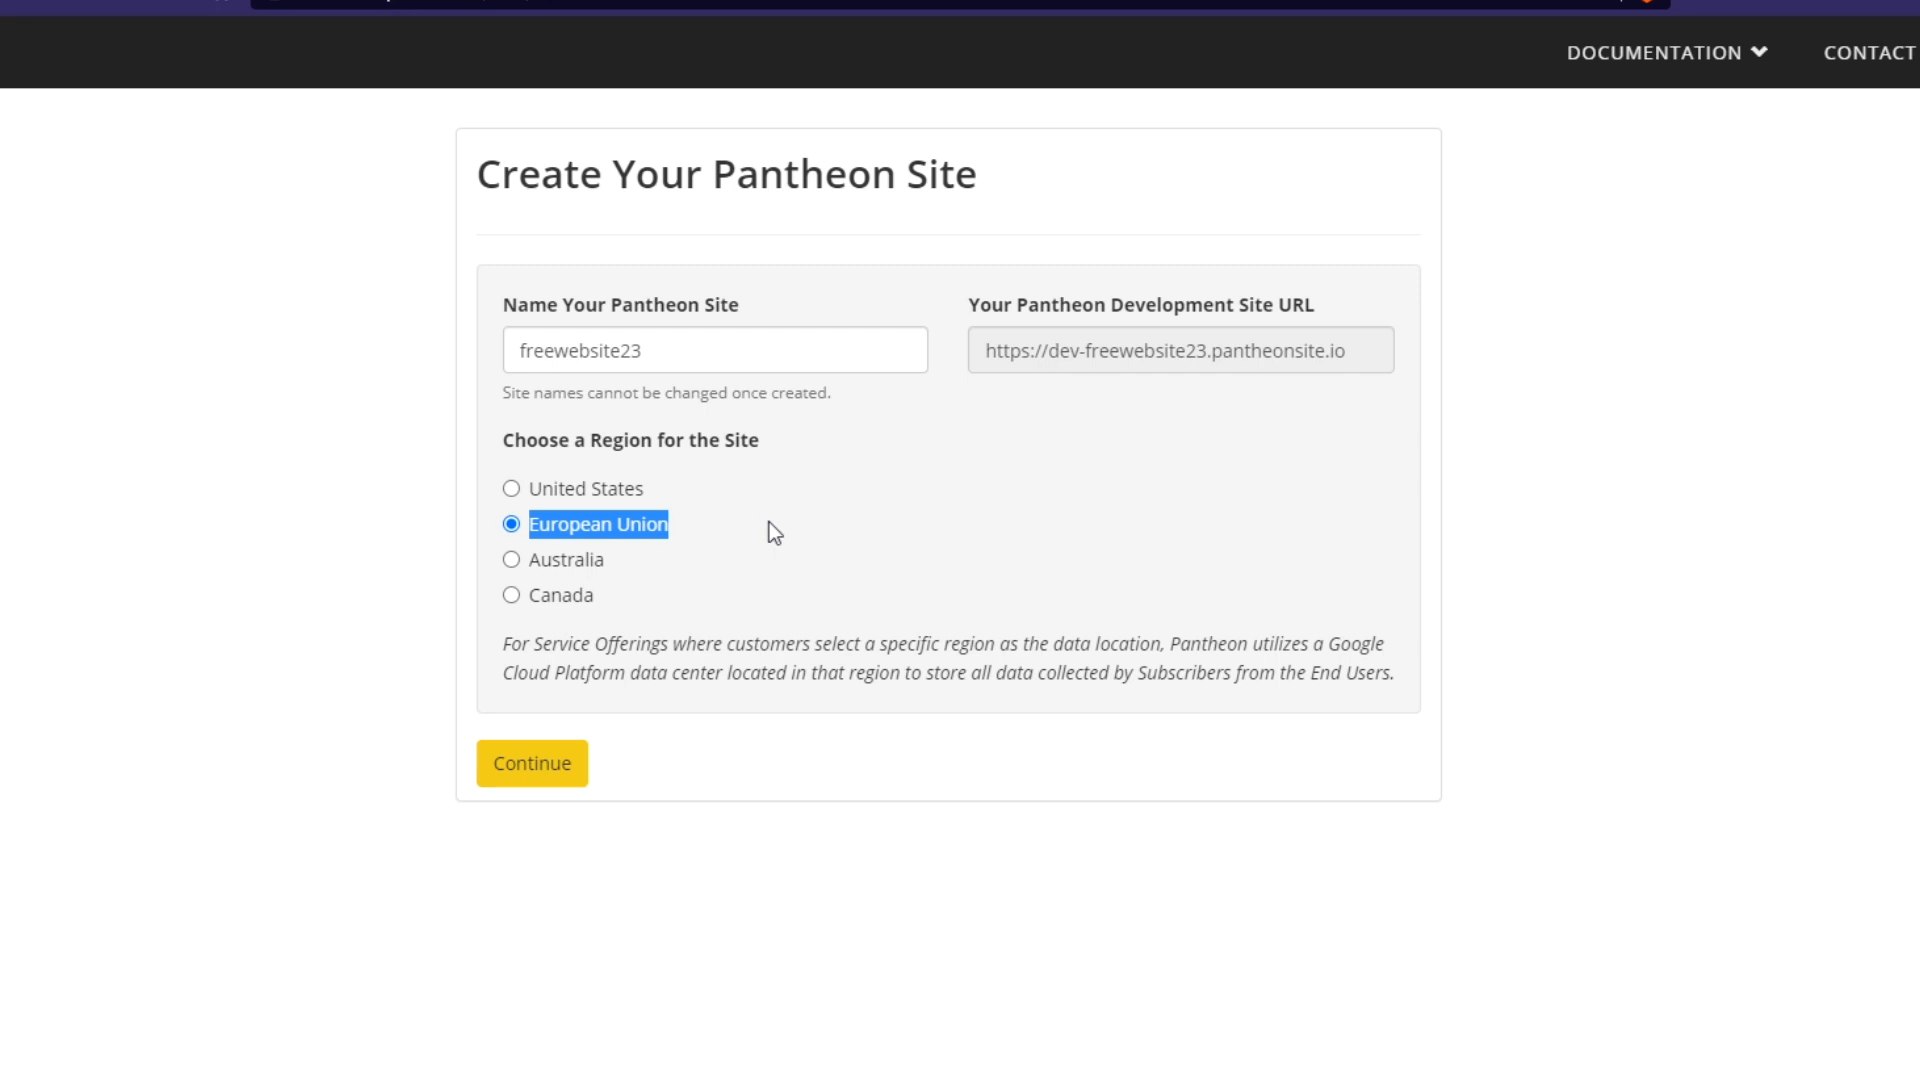 DOCUMENTATION
CONTACT
Create Your Pantheon Site
Name Your Pantheon Site
Your Pantheon Development Site URL
freewebsite23
https://dev-freewebsite23.pantheonsite.io
Site names cannot be changed once created.
Choose a Region for the Site
United States
European Union
Australia
Canada
For Service Offerings where customers select a specific region as the data location, Pantheon utilizes a Google
Cloud Platform data center located in that region to store all data collected by Subscribers from the End Users.
Continue